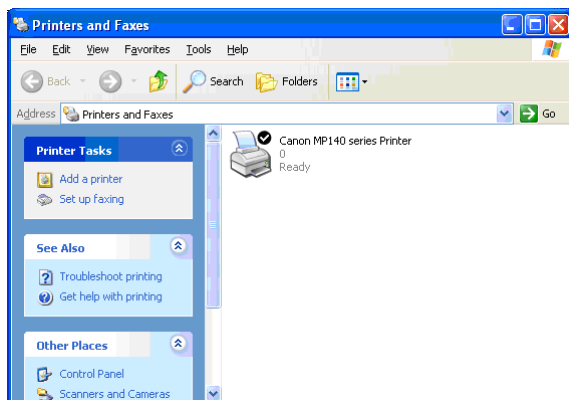 Printers and Faxes
File Edit View Favorites Tools Help
Back Search Folders
Address Printers and Faxes Go
Printer Tasks
Add a printer
Set up faxing
See Also
Troubleshoot printing
Get help with printing
Other Places
Control Panel
Scanners and Cameras
Canon MP140 series Printer
0
Ready